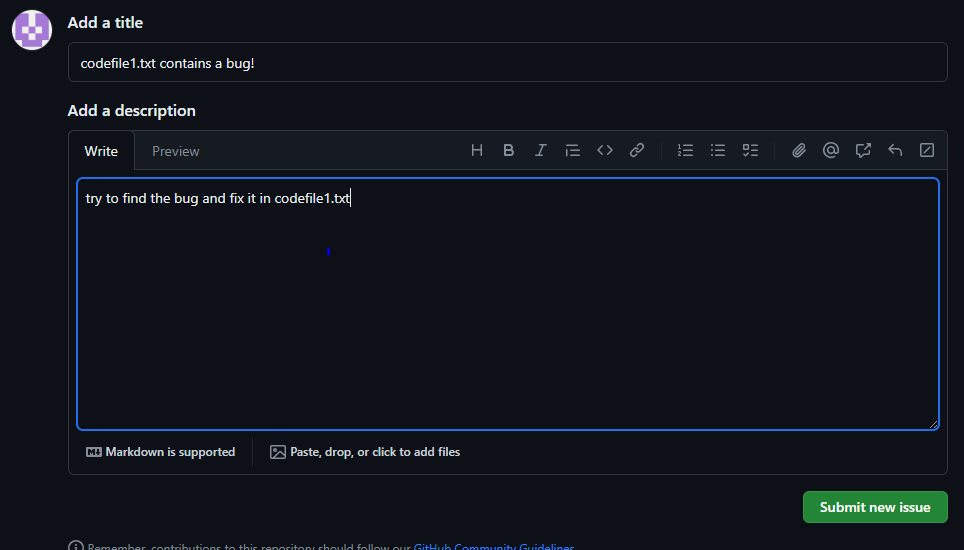 Add a title
codefile1.txt contains a bug!
Add a description
Write Preview
try to find the bug and fix it in codefile1.txt
Markdown is supported Paste, drop, or click to add files
Submit new issue
Remember, contributions to this repository should follow our GitHub Community Guidelines